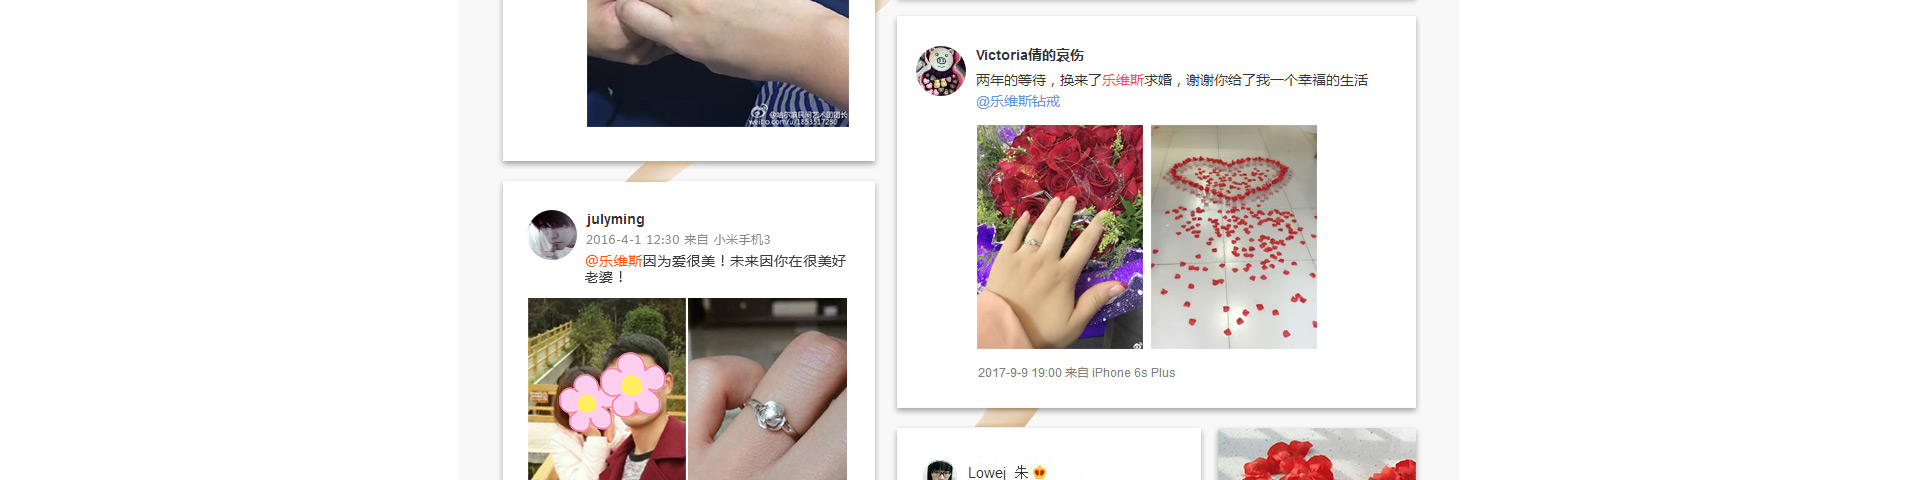 weibo.com/u/1853517280
julyming
2016-4-1 12:30 来自 小米手机3
@乐维斯因为爱很美！未来因你在很美好
老婆！
Victoria倩的哀伤
两年的等待，换来了乐维斯求婚，谢谢你给了我一个幸福的生活
@乐维斯钻戒
2017-9-9 19:00 来自 iPhone 6s Plus
Lowej 朱